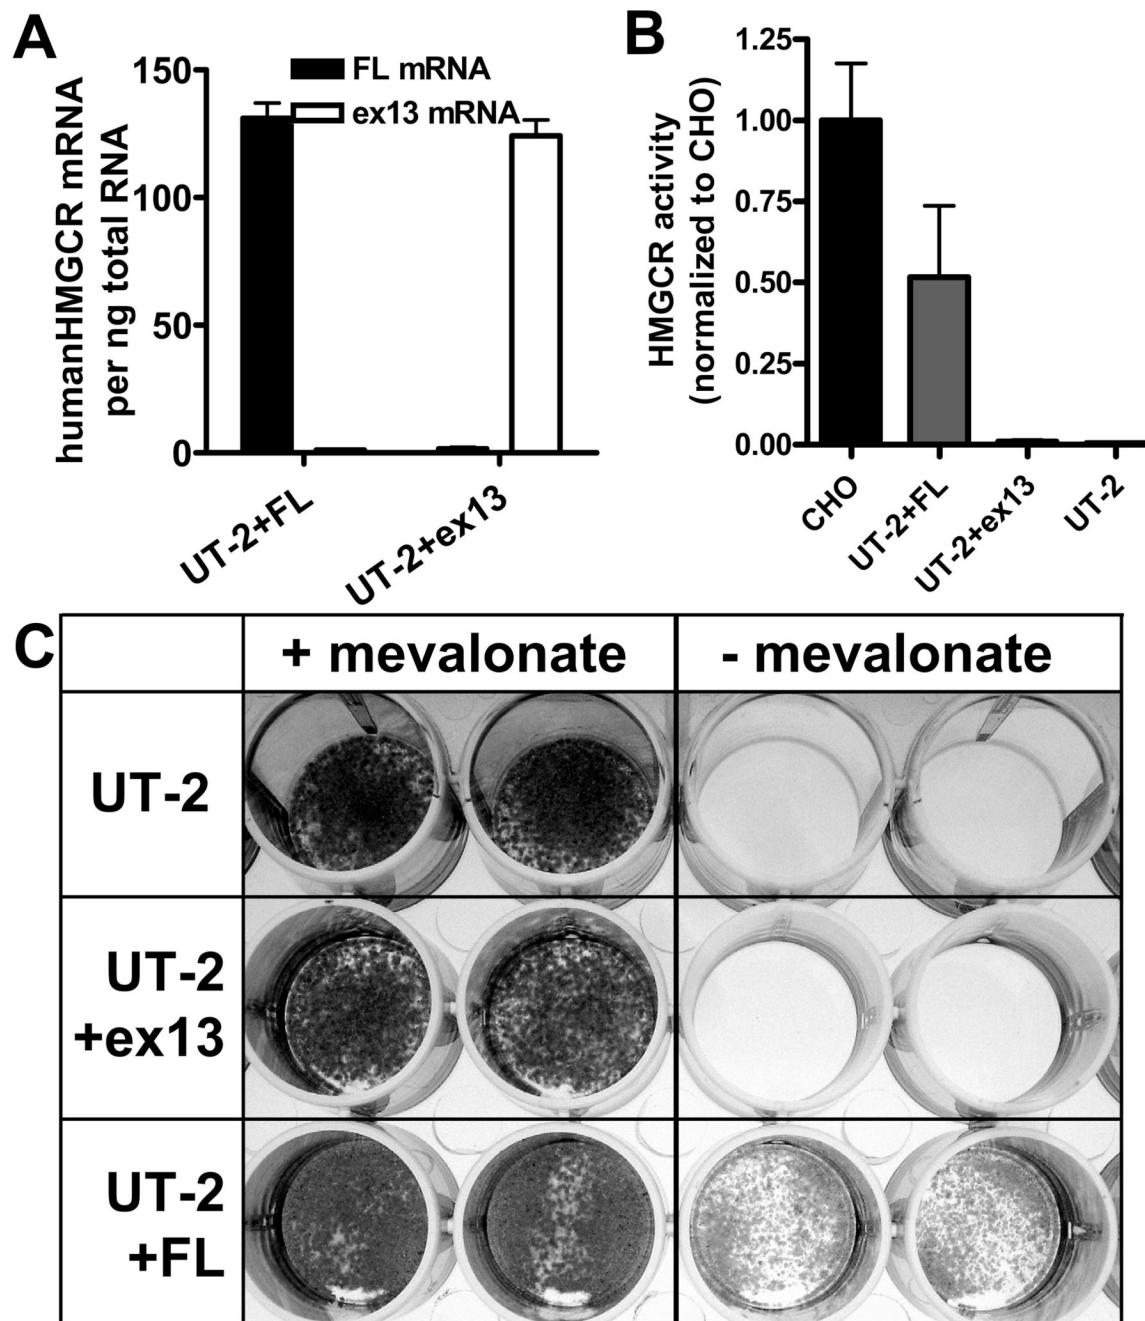 A
humanHMGCR mRNA
per ng total RNA
150
100
50
0
FL mRNA
ex13 mRNA
UT-2+FL
UT-2+ex13
B
HMGCR activity
(normalized to CHO)
1.25
1.00
0.75
0.50
0.25
0.00
CHO
UT-2+FL
UT-2+ex13
UT-2
C
+ mevalonate
- mevalonate
UT-2
UT-2
+ex13
UT-2
+FL